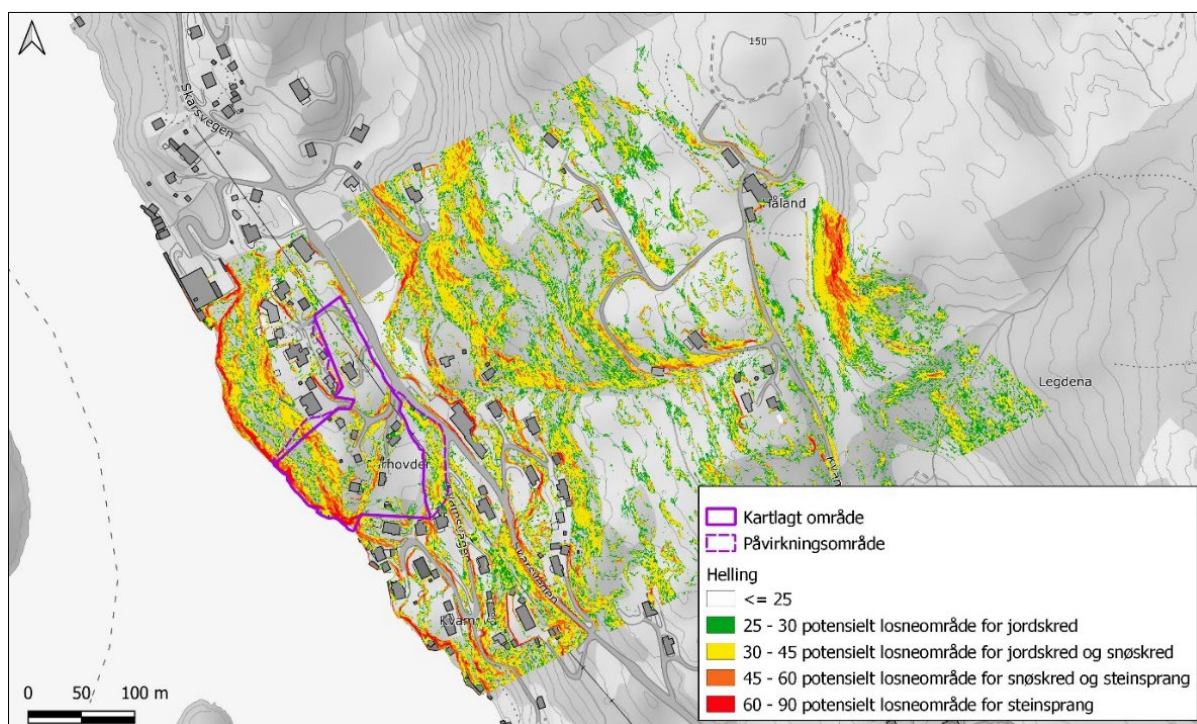 150
Skarsvegen
Håland
Legdena
Kvam
Kartlagt område
Påvirkningsområde
Helling
<= 25
25 - 30 potensielt losneområde for jordskred
30 - 45 potensielt losneområde for jordskred og snøskred
45 - 60 potensielt losneområde for snøskred og steinsprang
60 - 90 potensielt losneområde for steinsprang
0 50 100 m